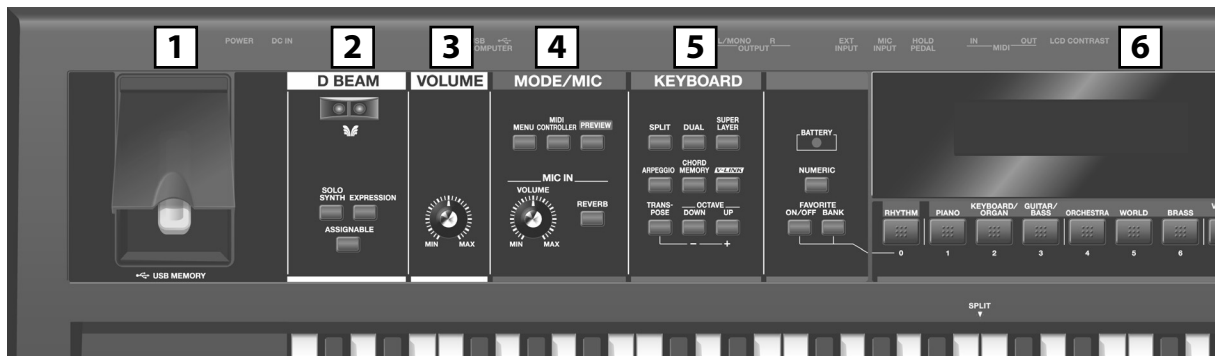 1 2 3 4 5 6
POWER DC IN L/MONO OUTPUT R EXT INPUT MIC INPUT HOLD PEDAL IN MIDI OUT LCD CONTRAST
D BEAM VOLUME MODE/MIC KEYBOARD
MENU MIDI CONTROLLER PREVIEW
SPLIT DUAL SUPER LAYER
BATTERY
ARPEGGIO CHORD MEMORY V-LINK
NUMERIC
MIC IN
VOLUME
REVERB
MIN MAX
SOLO SYNTH EXPRESSION
ASSIGNABLE
MIN MAX
TRANS-
POSE
OCTAVE
DOWN UP
– +
FAVORITE
ON/OFF BANK
RHYTHM PIANO KEYBOARD/ORGAN GUITAR/BASS ORCHESTRA WORLD BRASS
0 1 2 3 4 5 6
USB MEMORY
SPLIT